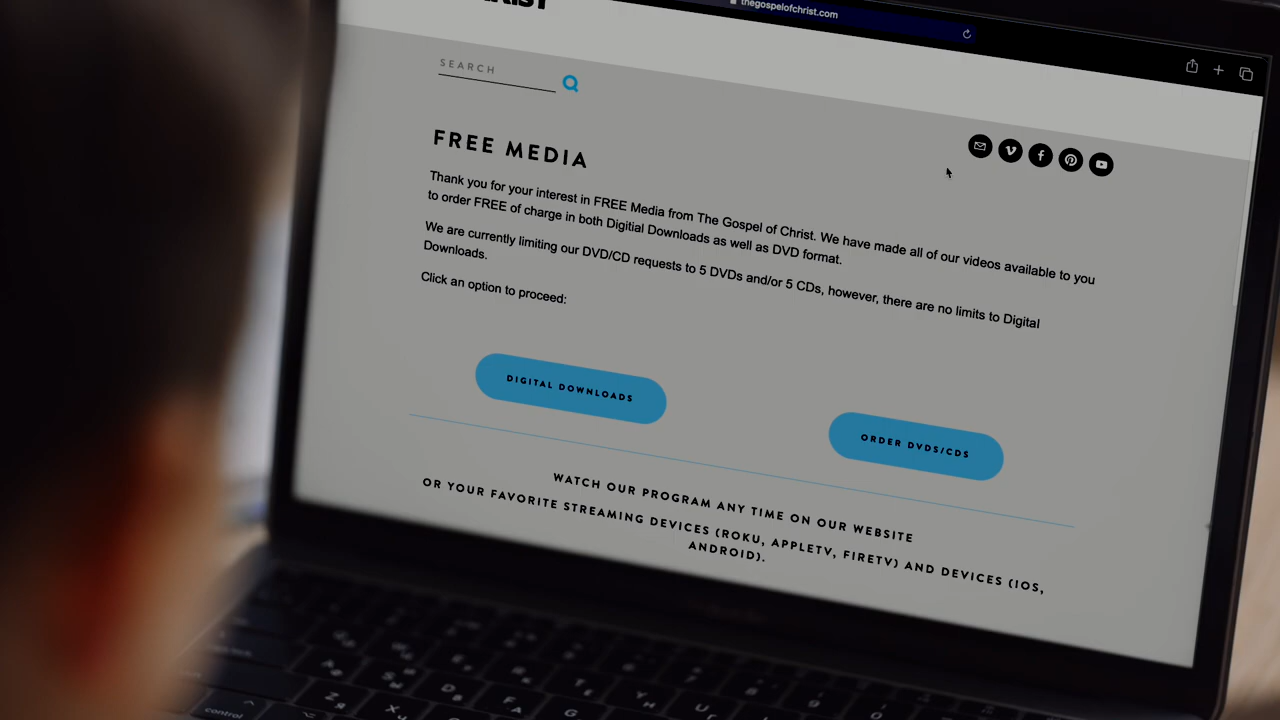 thegospelofchrist.com
SEARCH
FREE MEDIA
Thank you for your interest in FREE Media from The Gospel of Christ. We have made all of our videos available to you
to order FREE of charge in both Digitial Downloads as well as DVD format.
We are currently limiting our DVD/CD requests to 5 DVDs and/or 5 CDs, however, there are no limits to Digital
Downloads.
Click an option to proceed:
DIGITAL DOWNLOADS
ORDER DVDS/CDS
WATCH OUR PROGRAM ANY TIME ON OUR WEBSITE
OR YOUR FAVORITE STREAMING DEVICES (ROKU, APPLETV, FIRETV) AND DEVICES (IOS,
ANDROID).
control